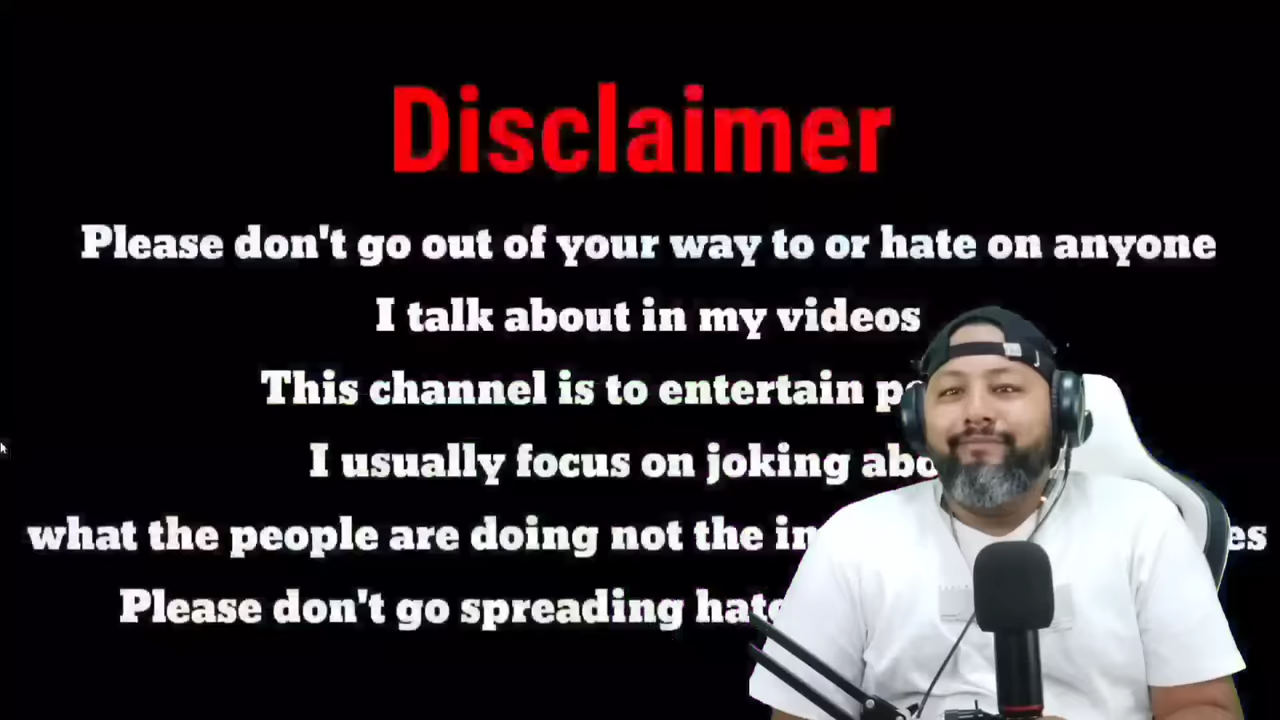 Disclaimer
Please don't go out of your way to or hate on anyone
I talk about in my videos
This channel is to entertain
I usually focus on joking
what the people are doing not the
Please don't go spreading